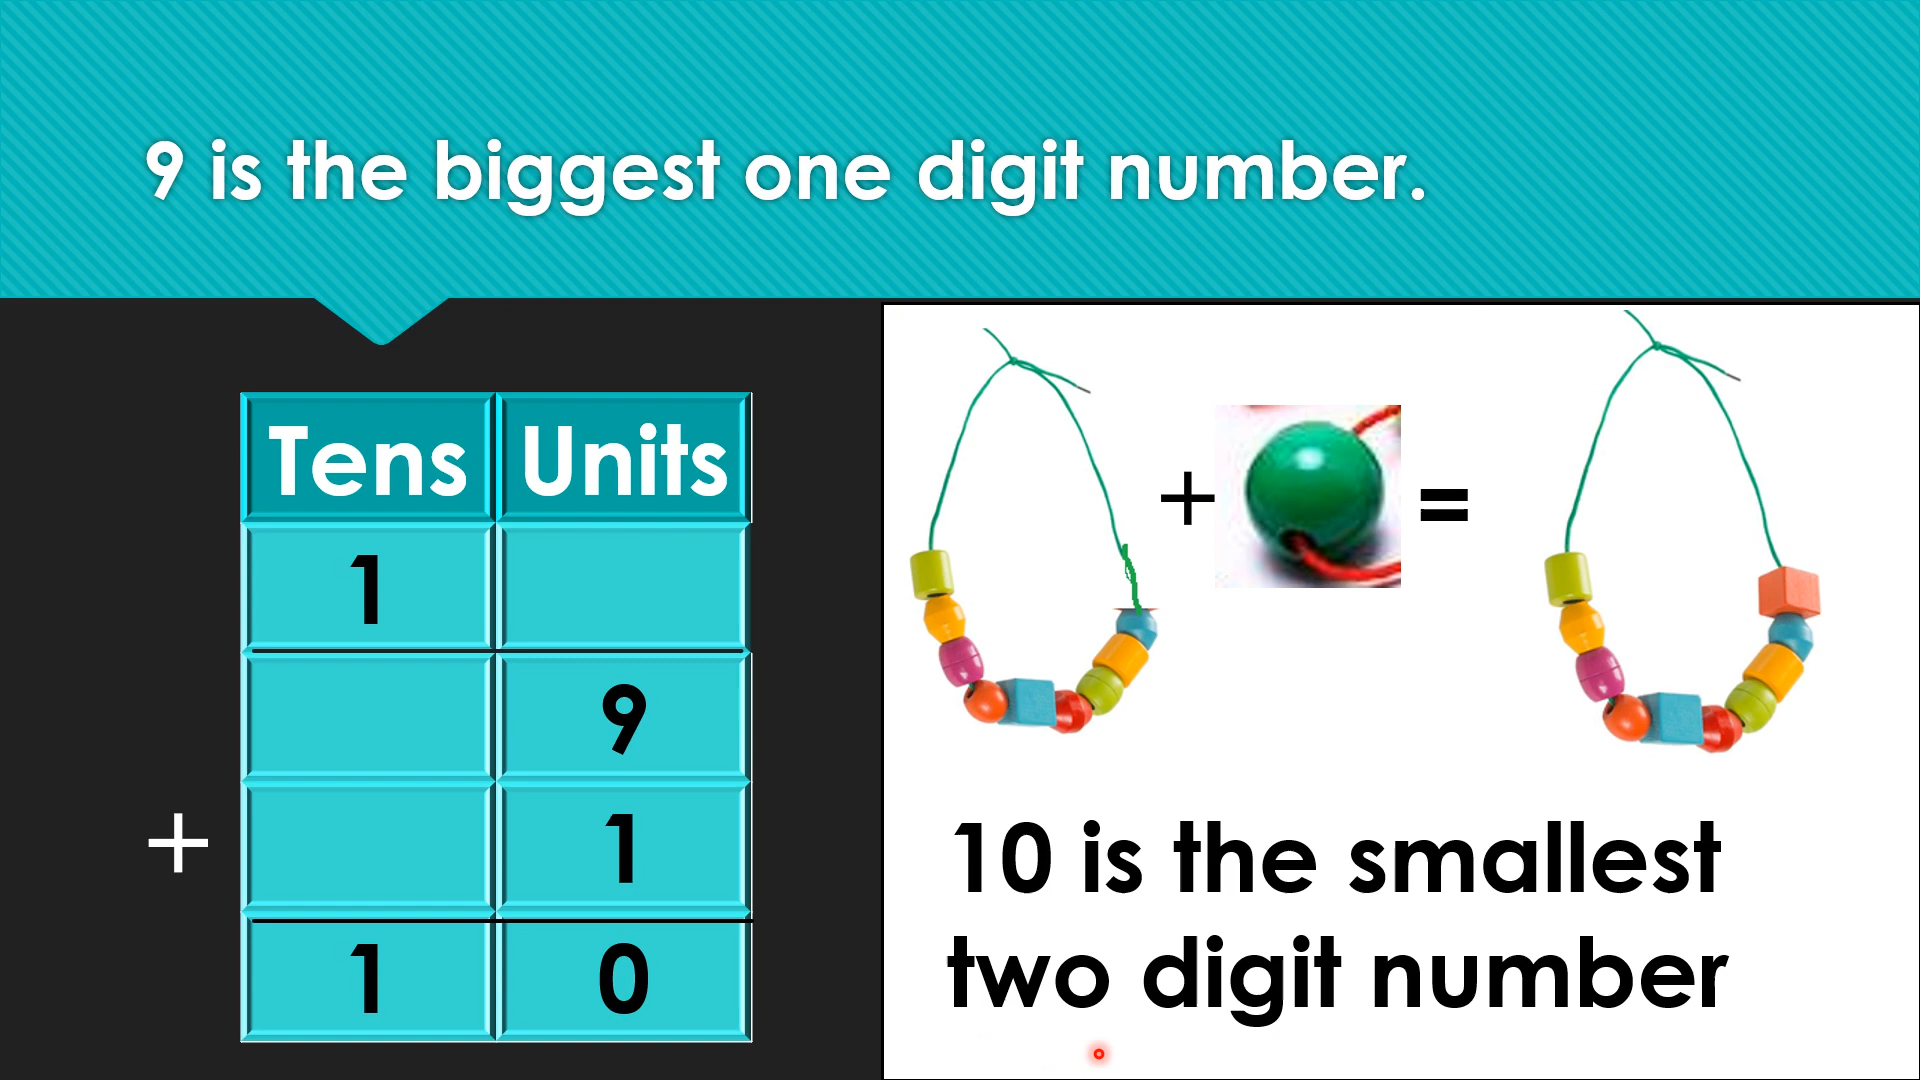 9 is the biggest one digit number.
Tens Units
1
9
+ 1
1 0
+ =
10 is the smallest
two digit number